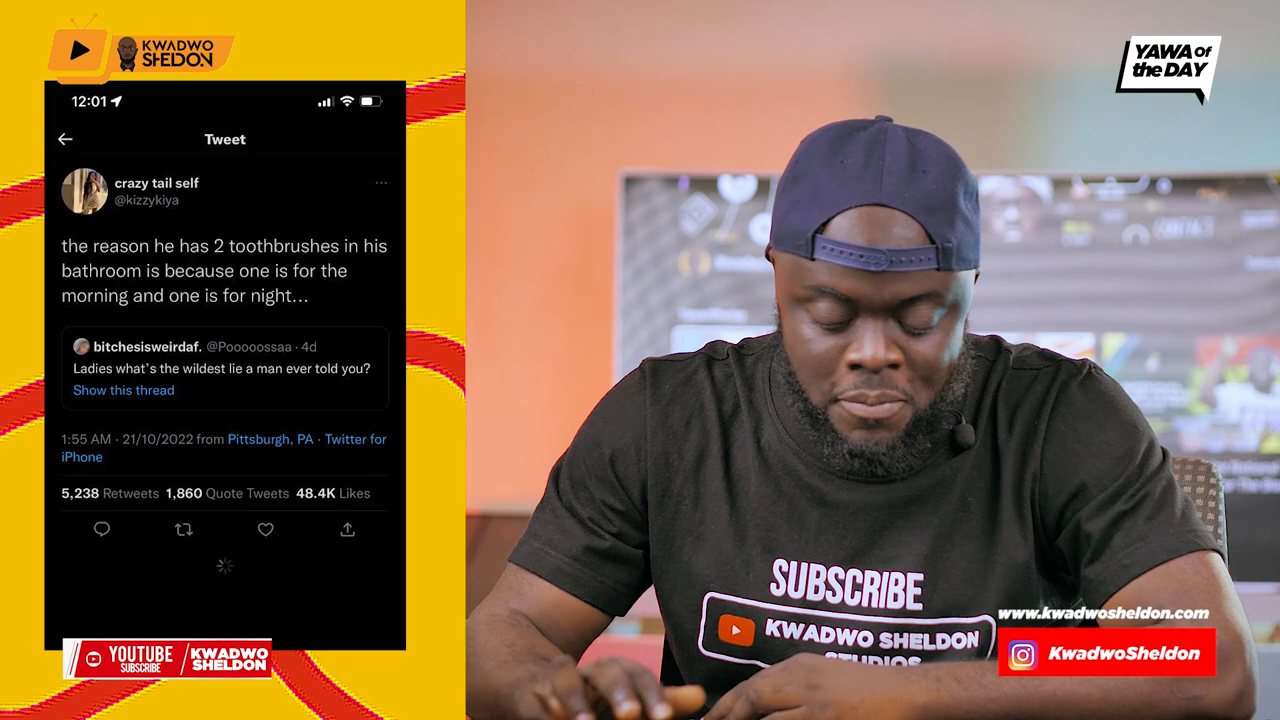 KWADWO
SHEDON
12:01
Tweet
crazy tail self
@kizzykiya
the reason he has 2 toothbrushes in his
bathroom is because one is for the
morning and one is for night...
bitchesisweirdaf. @Pooooossaa · 4d
Ladies what's the wildest lie a man ever told you?
Show this thread
1:55 AM · 21/10/2022 from Pittsburgh, PA · Twitter for
iPhone
5,238 Retweets 1,860 Quote Tweets 48.4K Likes
YOUTUBE
SUBSCRIBE
KWADWO
SHELDON
YAWA of
the DAY
CONTACT
SUBSCRIBE
KWADWO SHELDON
STUDIOS
www.kwadwosheldon.com
KwadwoSheldon